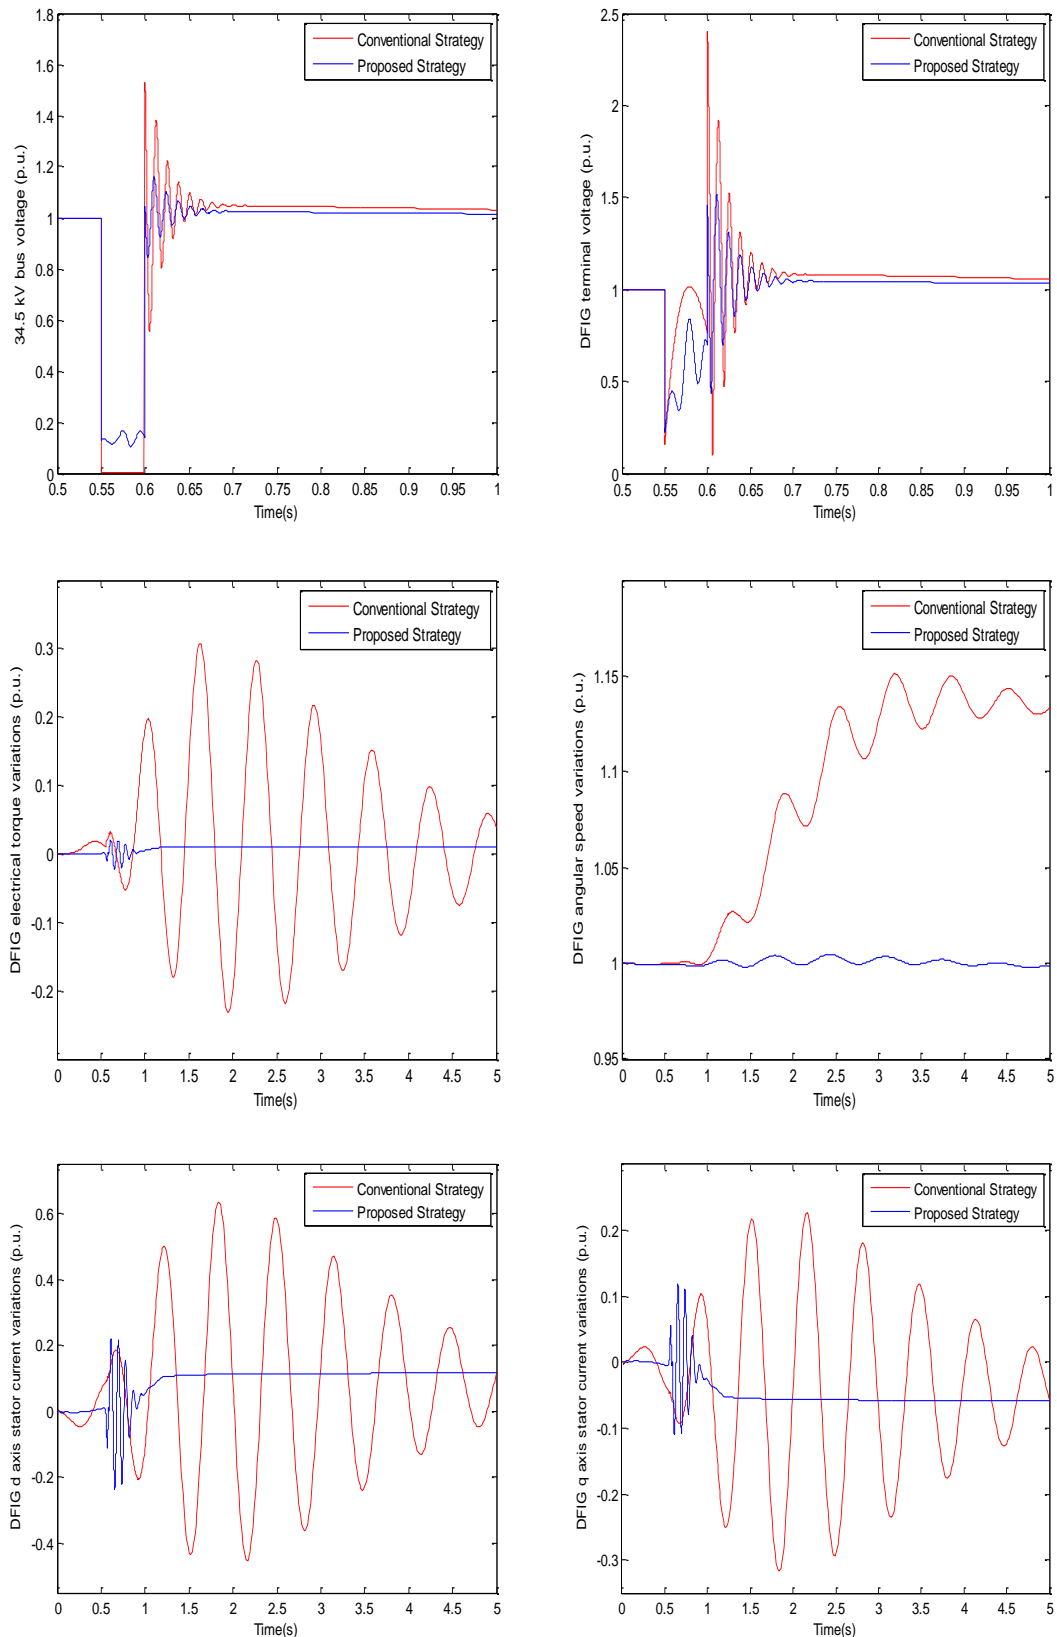 1.8
1.6
1.4
1.2
1
0.8
0.6
0.4
0.2
0
34.5 kV bus voltage (p.u.)
Conventional Strategy
Proposed Strategy
0.5 0.55 0.6 0.65 0.7 0.75 0.8 0.85 0.9 0.95 1
Time(s)
2.5
2
1.5
1
0.5
0
DFIG terminal voltage (p.u.)
Conventional Strategy
Proposed Strategy
0.5 0.55 0.6 0.65 0.7 0.75 0.8 0.85 0.9 0.95 1
Time(s)
0.3
0.2
0.1
0
-0.1
-0.2
DFIG electrical torque variations (p.u.)
Conventional Strategy
Proposed Strategy
0 0.5 1 1.5 2 2.5 3 3.5 4 4.5 5
Time(s)
1.15
1.1
1.05
1
0.95
DFIG angular speed variations (p.u.)
Conventional Strategy
Proposed Strategy
0 0.5 1 1.5 2 2.5 3 3.5 4 4.5 5
Time(s)
0.6
0.4
0.2
0
-0.2
-0.4
DFIG d axis stator current variations (p.u.)
Conventional Strategy
Proposed Strategy
0 0.5 1 1.5 2 2.5 3 3.5 4 4.5 5
Time(s)
0.2
0.1
0
-0.1
-0.2
-0.3
DFIG q axis stator current variations (p.u.)
Conventional Strategy
Proposed Strategy
0 0.5 1 1.5 2 2.5 3 3.5 4 4.5 5
Time(s)